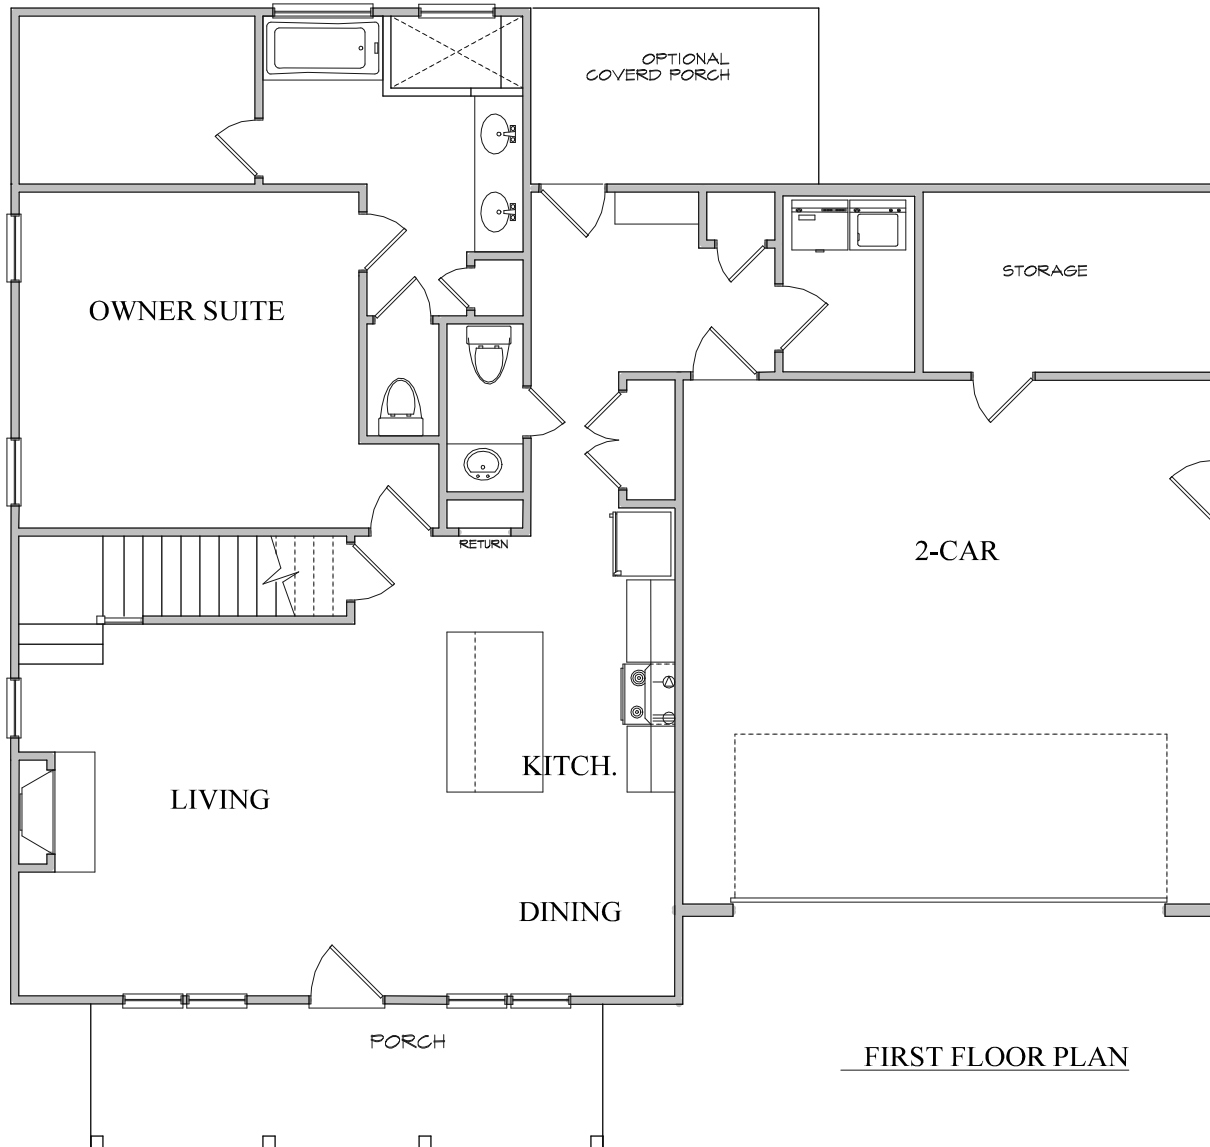 OPTIONAL
COVERD PORCH
STORAGE
OWNER SUITE
RETURN
2-CAR
KITCH.
LIVING
DINING
PORCH
FIRST FLOOR PLAN